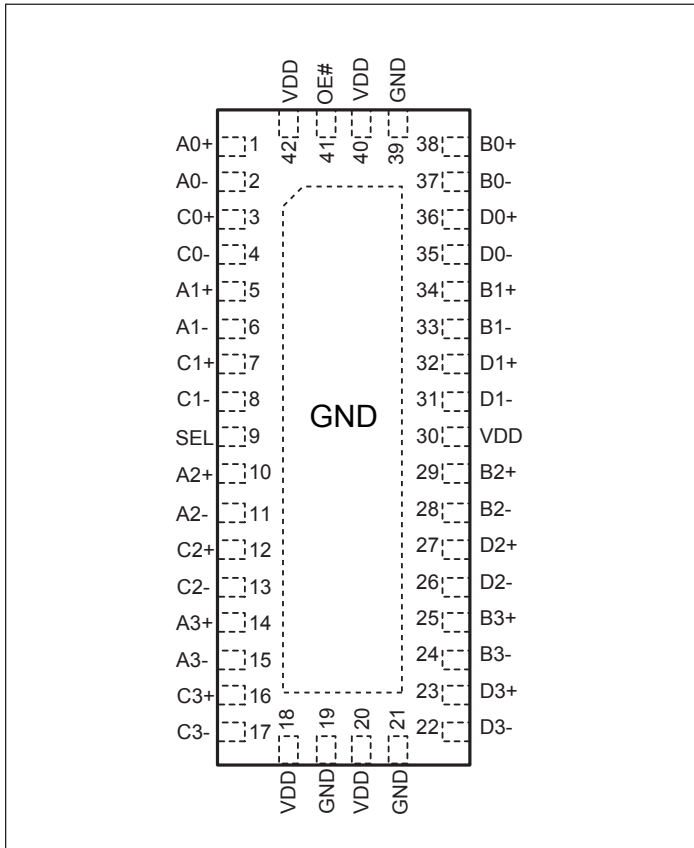 VDD OE# VDD GND
42 41 40 39
A0+ 1 38 B0+
A0- 2 37 B0-
C0+ 3 36 D0+
C0- 4 35 D0-
A1+ 5 34 B1+
A1- 6 33 B1-
C1+ 7 32 D1+
C1- 8 31 D1-
GND
SEL 9 30 VDD
A2+ 10 29 B2+
A2- 11 28 B2-
C2+ 12 27 D2+
C2- 13 26 D2-
A3+ 14 25 B3+
A3- 15 24 B3-
C3+ 16 23 D3+
C3- 17 22 D3-
18 19 20 21
VDD GND VDD GND